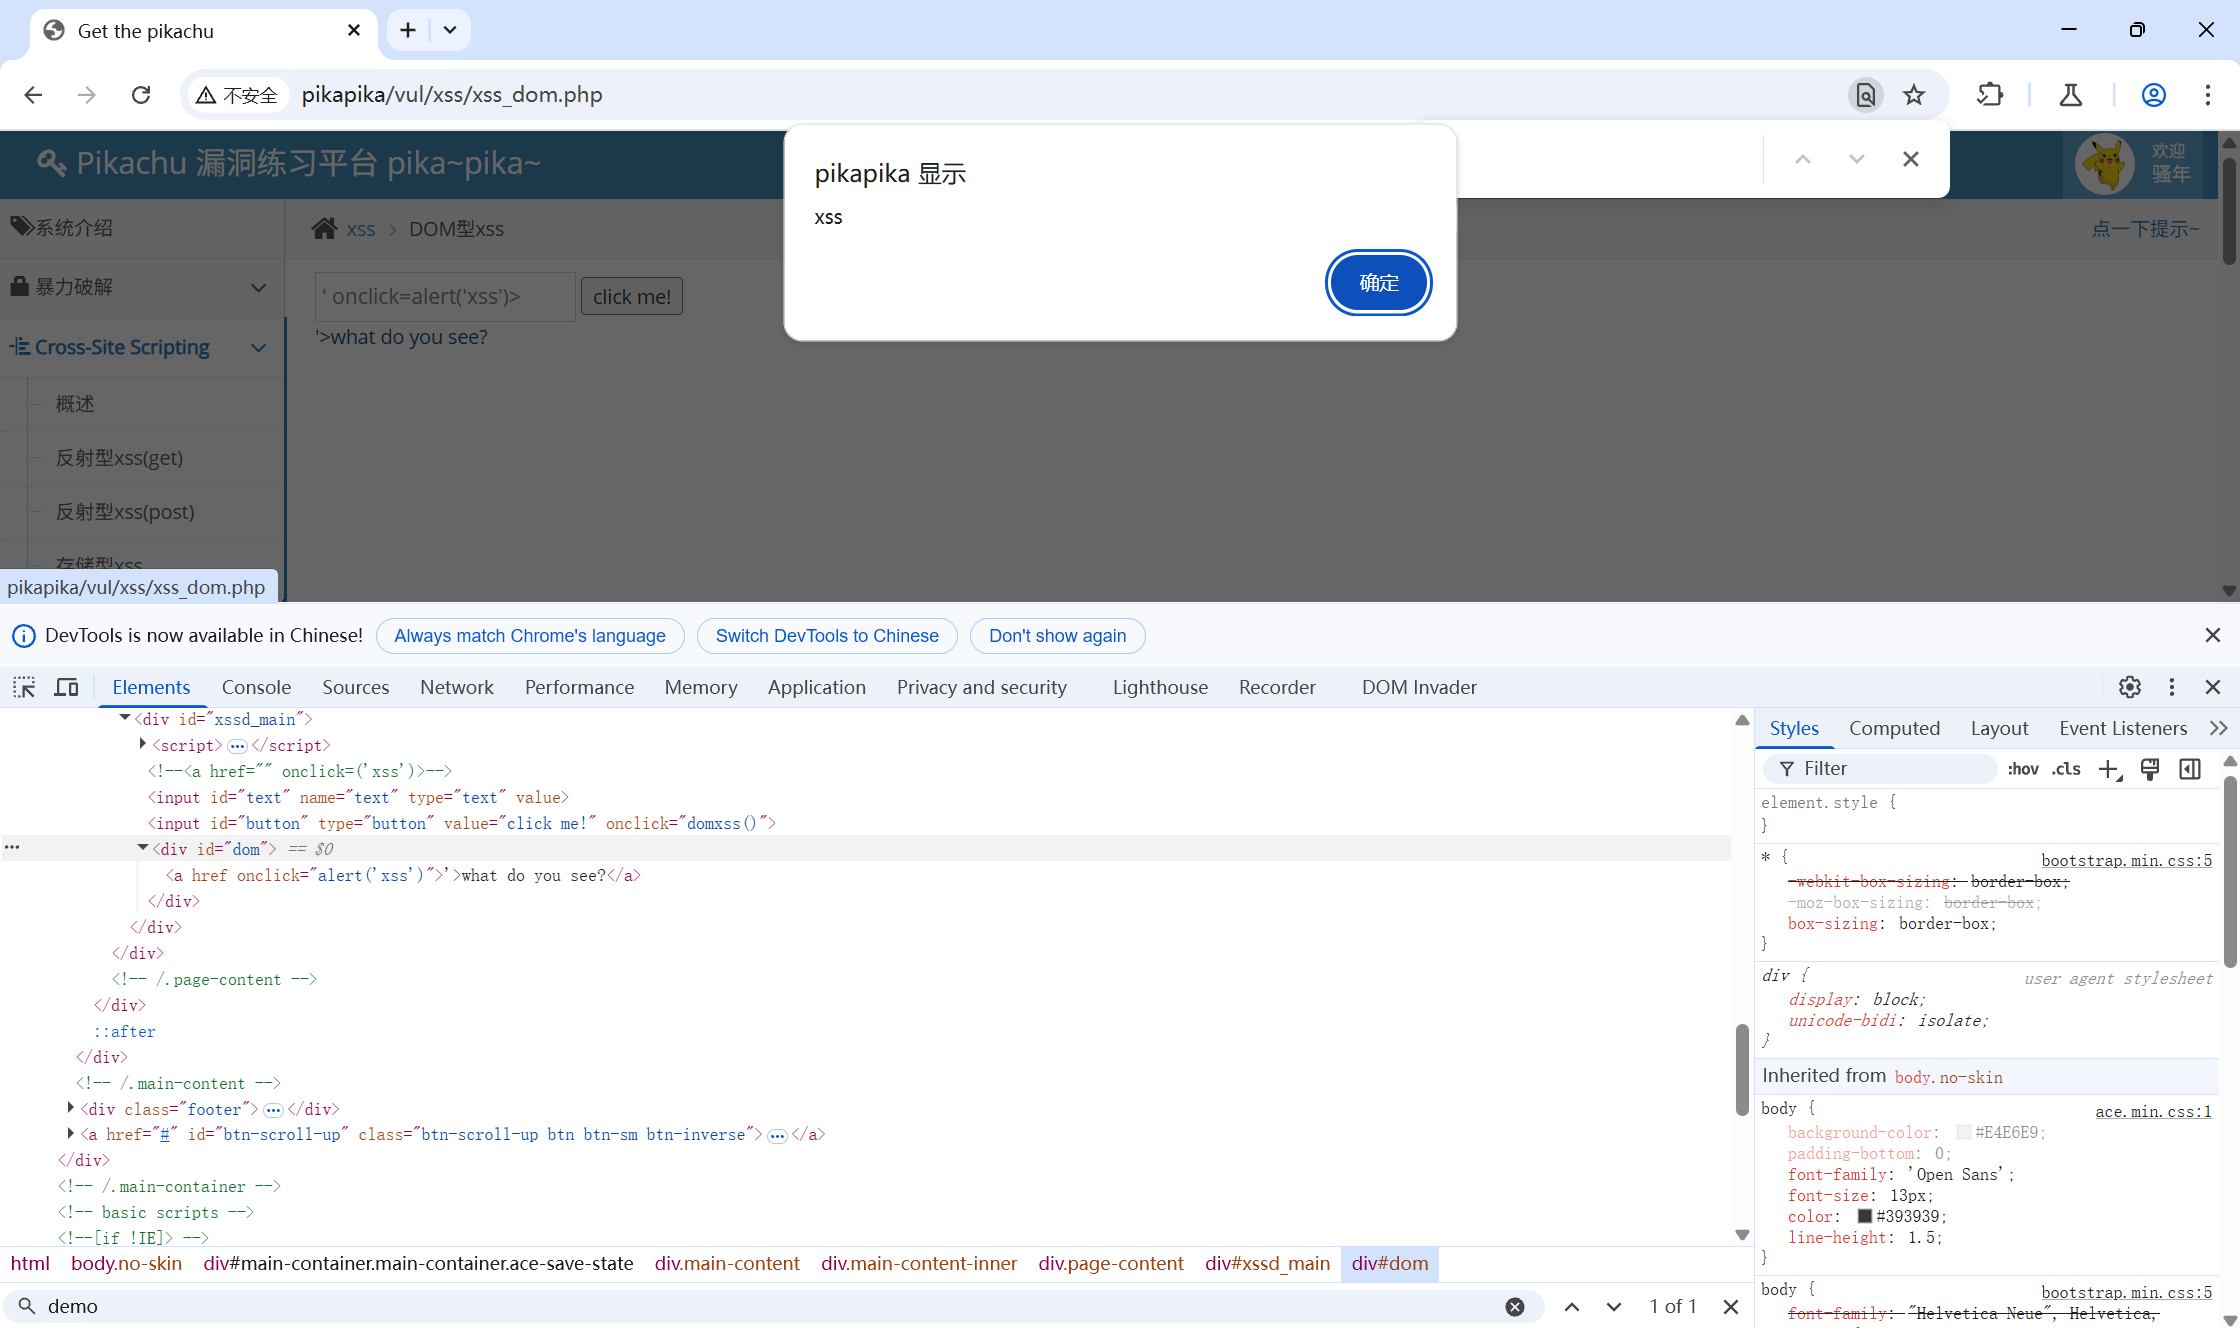 Get the pikachu
不安全
pikapika/vul/xss/xss_dom.php
Pikachu 漏洞练习平台 pika~pika~
欢迎
骚年
pikapika 显示
xss
确定
系统介绍
xss
DOM型xss
点一下提示~
暴力破解
' onclick=alert('xss')>
click me!
'>what do you see?
Cross-Site Scripting
概述
反射型xss(get)
反射型xss(post)
存储型xss
pikapika/vul/xss/xss_dom.php
DevTools is now available in Chinese!
Always match Chrome's language
Switch DevTools to Chinese
Don't show again
Elements
Console
Sources
Network
Performance
Memory
Application
Privacy and security
Lighthouse
Recorder
DOM Invader
<div id="xssd_main">
<script> ••• </script>
<!--<a href="" onclick=('xss')>-->
<input id="text" name="text" type="text" value>
<input id="button" type="button" value="click me!" onclick="domxss()">
••• <div id="dom"> == $0
<a href onclick="alert('xss')">'>what do you see?</a>
</div>
</div>
</div>
<!-- /.page-content -->
</div>
::after
</div>
<!-- /.main-content -->
<div class="footer"> ••• </div>
<a href="#" id="btn-scroll-up" class="btn-scroll-up btn btn-sm btn-inverse"> ••• </a>
</div>
<!-- /.main-container -->
<!-- basic scripts -->
<!--[if !IE]> -->
html
body.no-skin
div#main-container.main-container.ace-save-state
div.main-content
div.main-content-inner
div.page-content
div#xssd_main
div#dom
demo
1 of 1
Styles
Computed
Layout
Event Listeners
Filter
:hov
.cls
element.style {
}
* {
bootstrap.min.css:5
-webkit-box-sizing: border-box;
-moz-box-sizing: border-box;
box-sizing: border-box;
}
div {
user agent stylesheet
display: block;
unicode-bidi: isolate;
}
Inherited from body.no-skin
body {
ace.min.css:1
background-color: #E4E6E9;
padding-bottom: 0;
font-family: 'Open Sans';
font-size: 13px;
color: #393939;
line-height: 1.5;
}
body {
bootstrap.min.css:5
font-family: "Helvetica Neue", Helvetica,